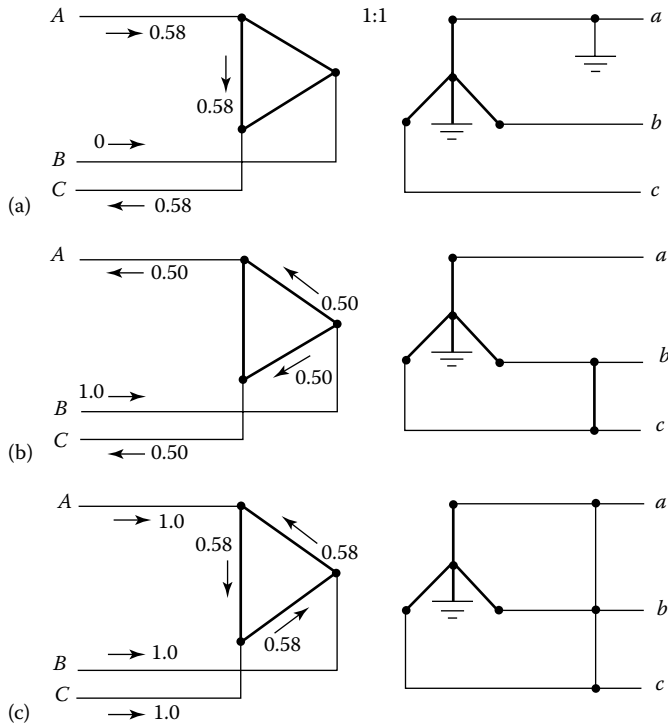 A 0.58 1:1 a
0.58
0 b
B
C c
(a) 0.58
A 0.50 a
0.50
1.0 0.50 b
B
C c
(b) 0.50
A a
1.0 0.58 0.58
0.58 b
B 1.0
C c
(c) 1.0